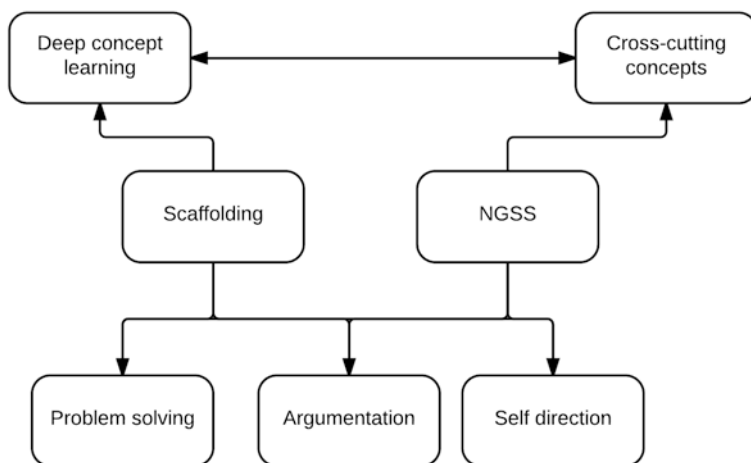 Deep concept
learning
Cross-cutting
concepts
Scaffolding
NGSS
Problem solving
Argumentation
Self direction